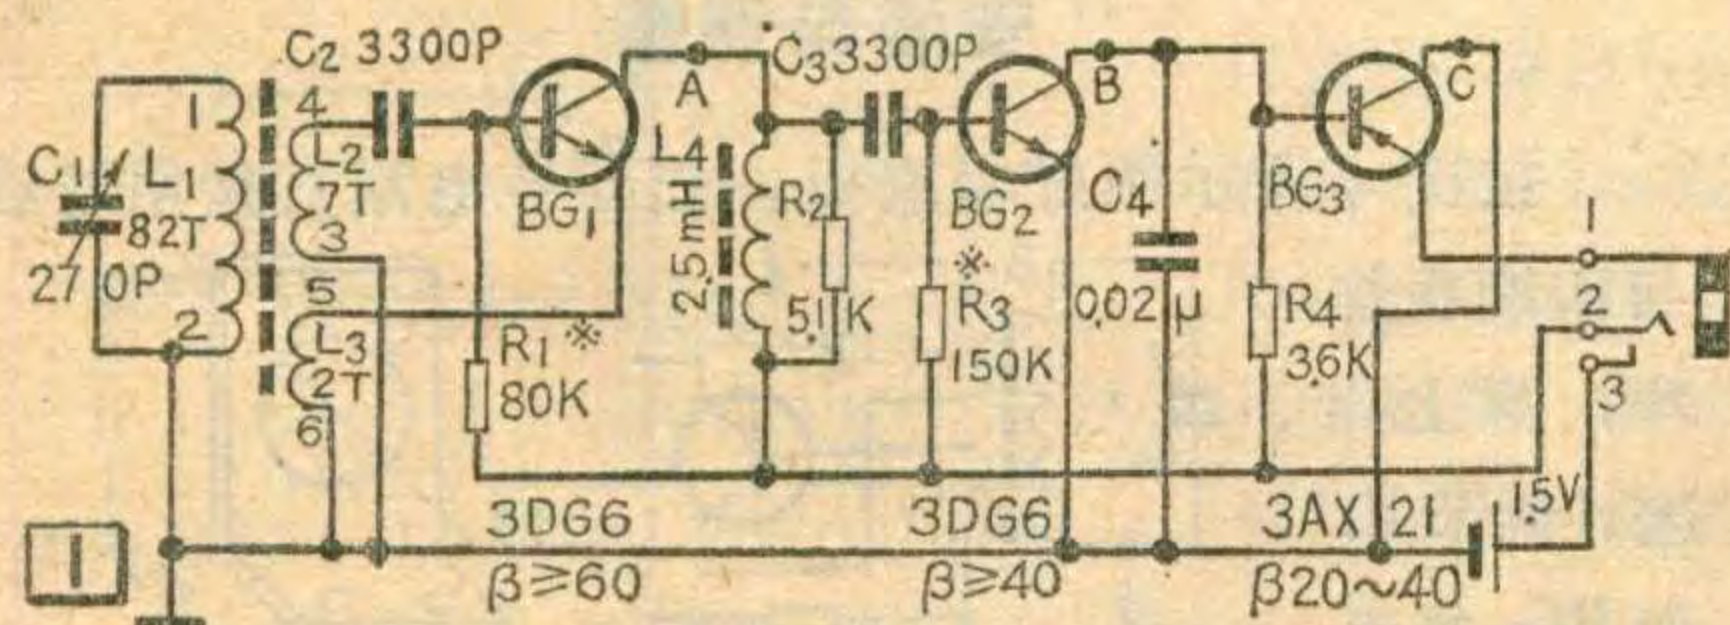 C2 3300P
C3 3300P
A
B
C
1
4
C1
L1
L2
L4
7T
BG1
R2
BG2
C4
BG3
82T
3
2.5mH
1
270P
5
※
2
2
L3
R1 ※
5.1K
R3
0.02μ
R4
2T
80K
150K
3.6K
3
6
3DG6
3DG6
3AX21
1.5V
1
β≥60
β≥40
β20~40